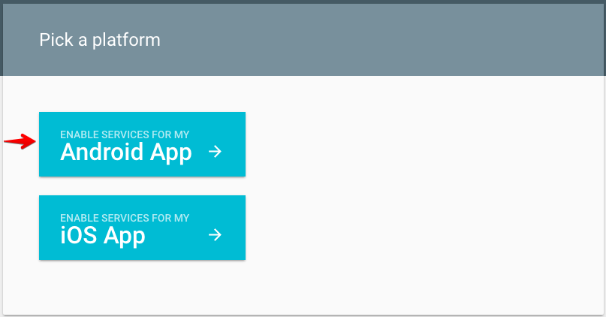 Pick a platform
ENABLE SERVICES FOR MY
Android App
ENABLE SERVICES FOR MY
iOS App